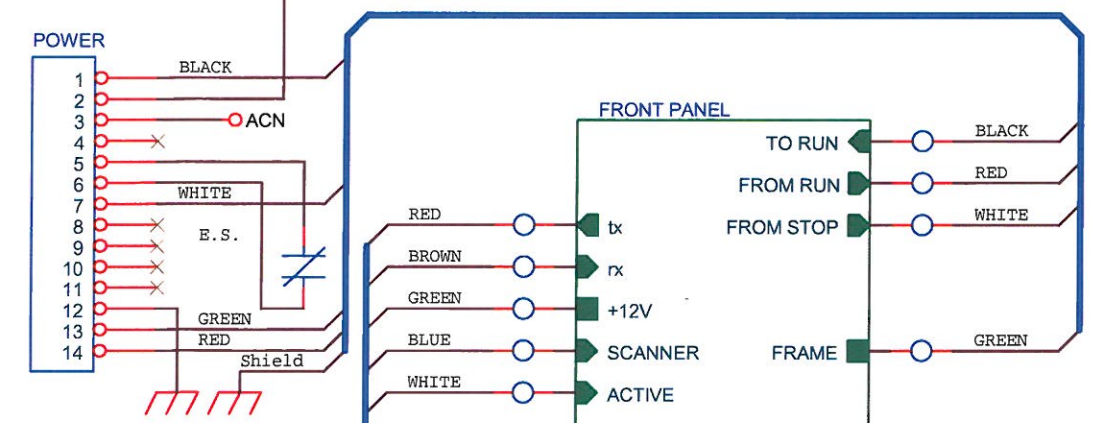 POWER
1 BLACK
2
3 ACN
4
5
6
7 WHITE
8
9 E.S.
10
11
12
13 GREEN
14 RED
Shield
FRONT PANEL
TO RUN BLACK
FROM RUN RED
FROM STOP WHITE
FRAME GREEN
RED tx
BROWN rx
GREEN +12V
BLUE SCANNER
WHITE ACTIVE